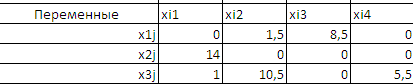 Переменные xi1 xi2 xi3 xi4
x1j 0 1,5 8,5 0
x2j 14 0 0 0
x3j 1 10,5 0 5,5